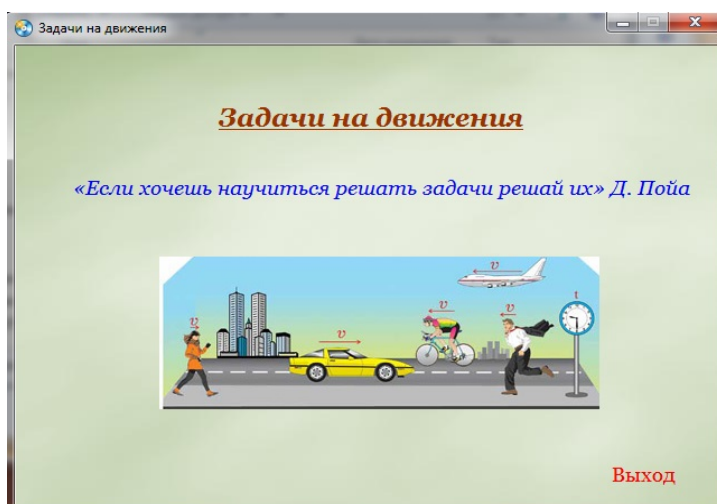 Задачи на движения
Задачи на движения
«Если хочешь научиться решать задачи решай их» Д. Пойа
v
v
v
v
v
t
Выход